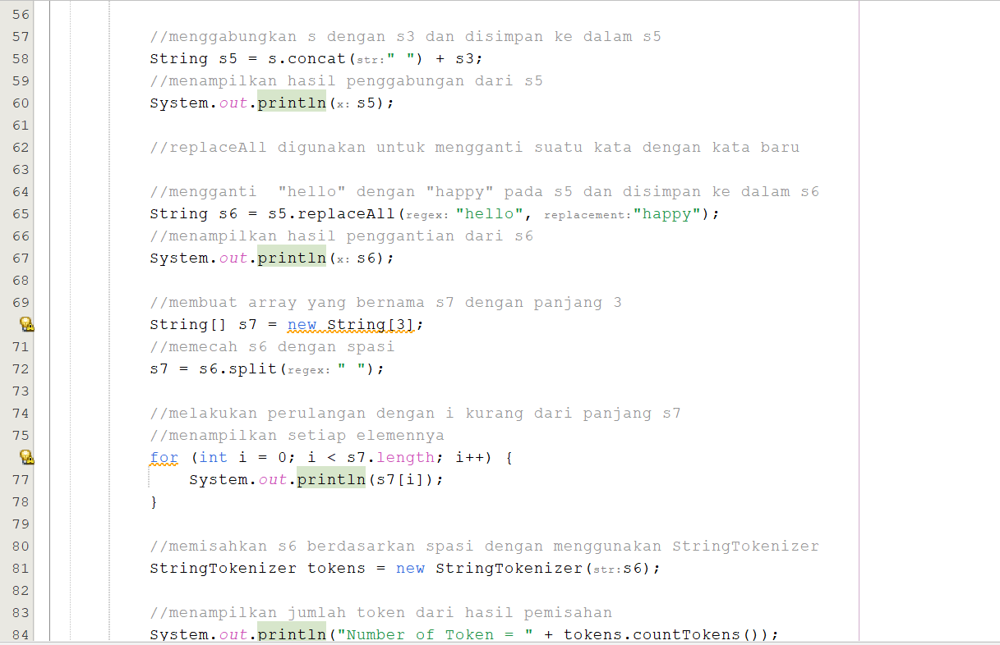 56
57 //menggabungkan s dengan s3 dan disimpan ke dalam s5
58 String s5 = s.concat(str:" ") + s3;
59 //menampilkan hasil penggabungan dari s5
60 System.out.println(x: s5);
61
62 //replaceAll digunakan untuk mengganti suatu kata dengan kata baru
63
64 //mengganti  "hello" dengan "happy" pada s5 dan disimpan ke dalam s6
65 String s6 = s5.replaceAll(regex: "hello", replacement:"happy");
66 //menampilkan hasil penggantian dari s6
67 System.out.println(x: s6);
68
69 //membuat array yang bernama s7 dengan panjang 3
String[] s7 = new String[3];
71 //memecah s6 dengan spasi
72 s7 = s6.split(regex: " ");
73
74 //melakukan perulangan dengan i kurang dari panjang s7
75 //menampilkan setiap elemennya
for (int i = 0; i < s7.length; i++) {
77     System.out.println(s7[i]);
78 }
79
80 //memisahkan s6 berdasarkan spasi dengan menggunakan StringTokenizer
81 StringTokenizer tokens = new StringTokenizer(str:s6);
82
83 //menampilkan jumlah token dari hasil pemisahan
84 System.out.println("Number of Token = " + tokens.countTokens());